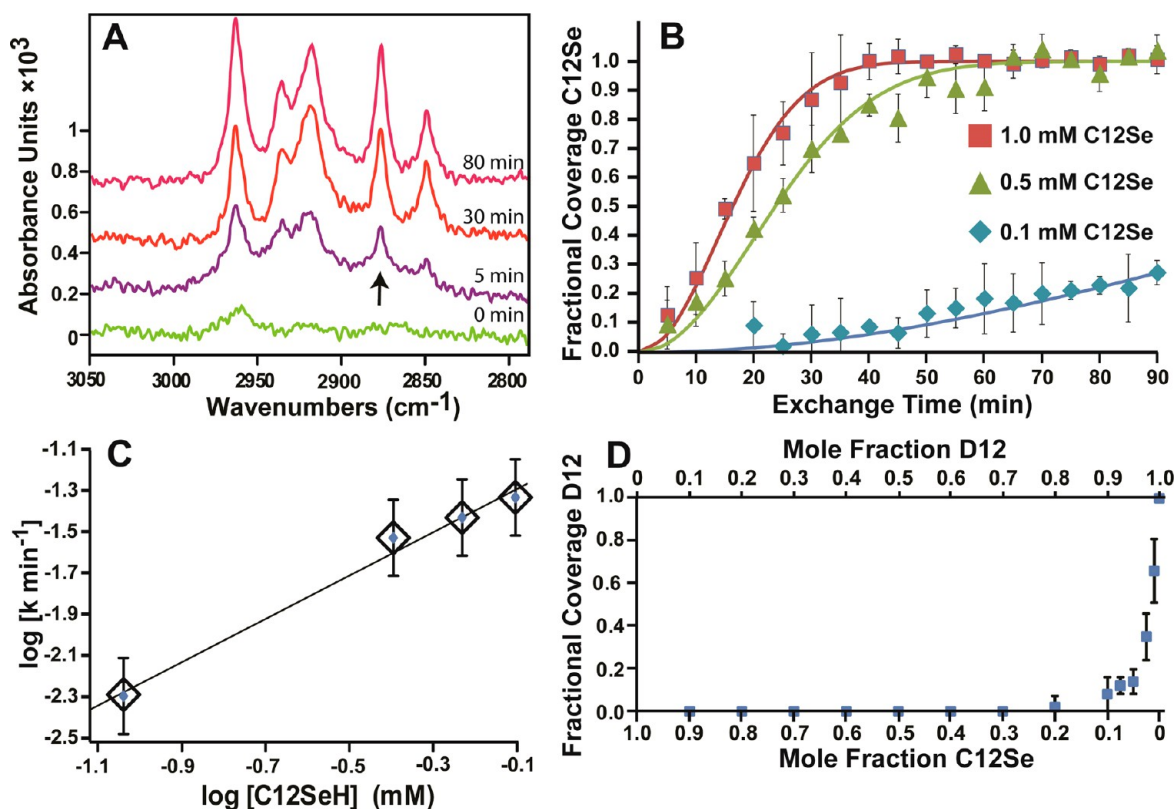 A
Absorbance Units ×10³
1
0.8
0.6
0.4
0.2
0
80 min
30 min
5 min
0 min
3050 3000 2950 2900 2850 2800
Wavenumbers (cm⁻¹)
B
Fractional Coverage C12Se
1.0
0.9
0.8
0.7
0.6
0.5
0.4
0.3
0.2
0.1
0.0
1.0 mM C12Se
0.5 mM C12Se
0.1 mM C12Se
0 10 20 30 40 50 60 70 80 90
Exchange Time (min)
C
log [k min⁻¹]
-1.1
-1.3
-1.5
-1.7
-1.9
-2.1
-2.3
-2.5
-1.1 -0.9 -0.7 -0.5 -0.3 -0.1
log [C12SeH] (mM)
Mole Fraction D12
D
0 0.1 0.2 0.3 0.4 0.5 0.6 0.7 0.8 0.9 1.0
Fractional Coverage D12
1.0
0.8
0.6
0.4
0.2
0.0
1.0 0.9 0.8 0.7 0.6 0.5 0.4 0.3 0.2 0.1 0
Mole Fraction C12Se